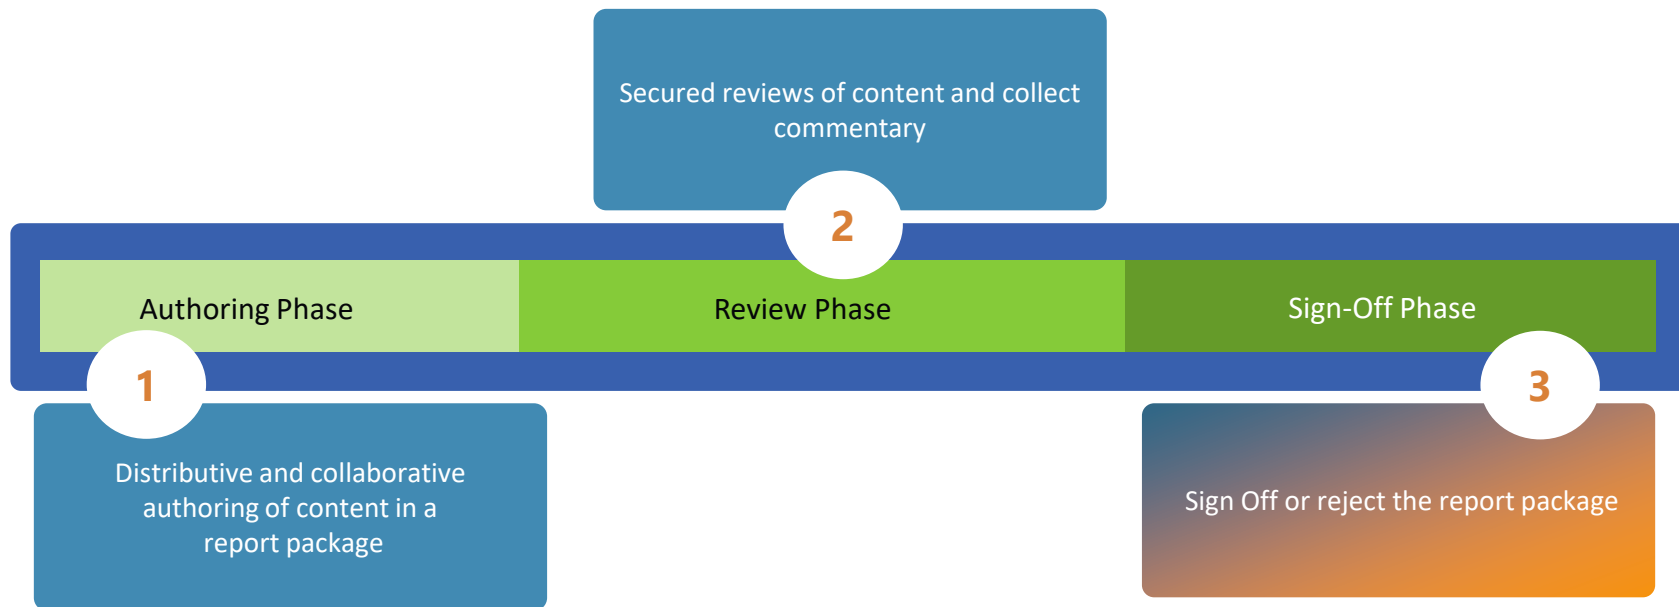 Secured reviews of content and collect
commentary
2
Authoring Phase
Review Phase
Sign-Off Phase
1
Distributive and collaborative
authoring of content in a
report package
3
Sign Off or reject the report package